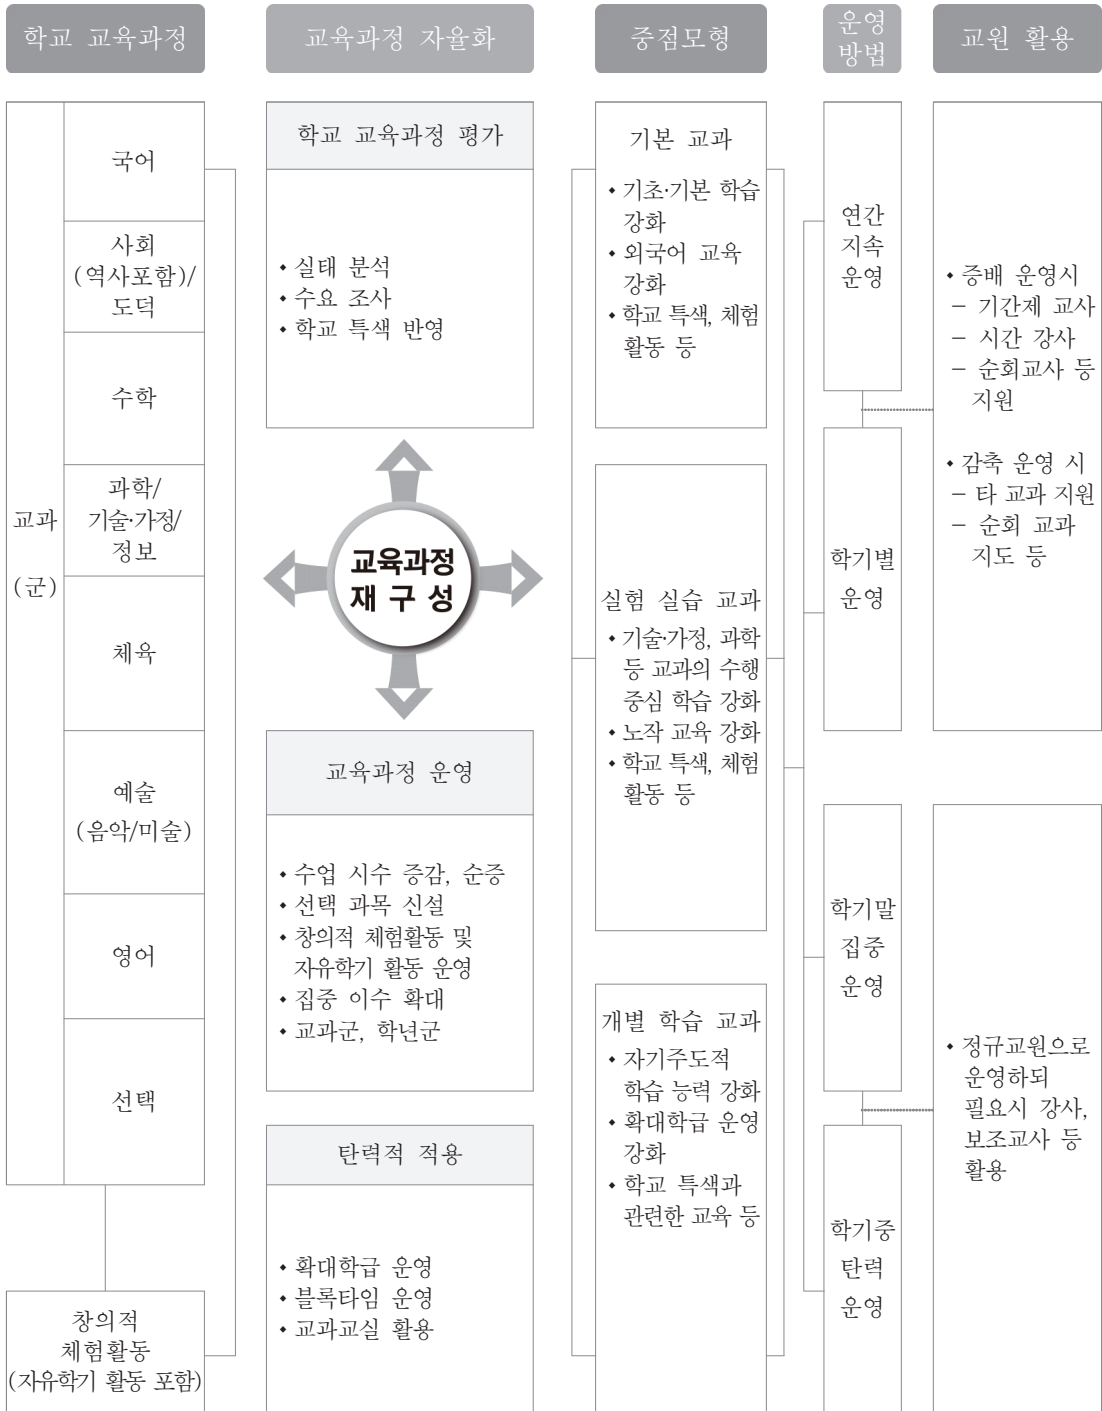 학교 교육과정
교육과정 자율화
중점모형
운영
방법
교원 활용
교과
(군)
국어
사회
(역사포함)/
도덕
수학
과학/
기술·가정/
정보
체육
예술
(음악/미술)
영어
선택
창의적
체험활동
(자유학기 활동 포함)
학교 교육과정 평가
• 실태 분석
• 수요 조사
• 학교 특색 반영
교육과정
재 구 성
교육과정 운영
• 수업 시수 증감, 순증
• 선택 과목 신설
• 창의적 체험활동 및
자유학기 활동 운영
• 집중 이수 확대
• 교과군, 학년군
탄력적 적용
• 확대학급 운영
• 블록타임 운영
• 교과교실 활용
기본 교과
• 기초·기본 학습
강화
• 외국어 교육
강화
• 학교 특색, 체험
활동 등
실험 실습 교과
• 기술·가정, 과학
등 교과의 수행
중심 학습 강화
• 노작 교육 강화
• 학교 특색, 체험
활동 등
개별 학습 교과
• 자기주도적
학습 능력 강화
• 확대학급 운영
강화
• 학교 특색과
관련한 교육 등
연간
지속
운영
학기별
운영
학기말
집중
운영
학기중
탄력
운영
• 증배 운영시
– 기간제 교사
– 시간 강사
– 순회교사 등
지원
• 감축 운영 시
– 타 교과 지원
– 순회 교과
지도 등
• 정규교원으로
운영하되
필요시 강사,
보조교사 등
활용